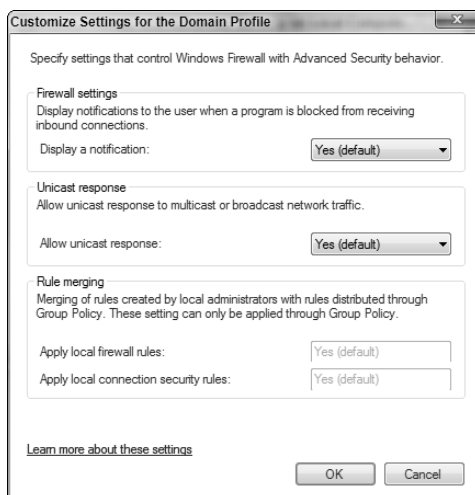 Customize Settings for the Domain Profile
Specify settings that control Windows Firewall with Advanced Security behavior.
Firewall settings
Display notifications to the user when a program is blocked from receiving
inbound connections.
Display a notification: Yes (default)
Unicast response
Allow unicast response to multicast or broadcast network traffic.
Allow unicast response: Yes (default)
Rule merging
Merging of rules created by local administrators with rules distributed through
Group Policy. These setting can only be applied through Group Policy.
Apply local firewall rules: Yes (default)
Apply local connection security rules: Yes (default)
Learn more about these settings
OK Cancel